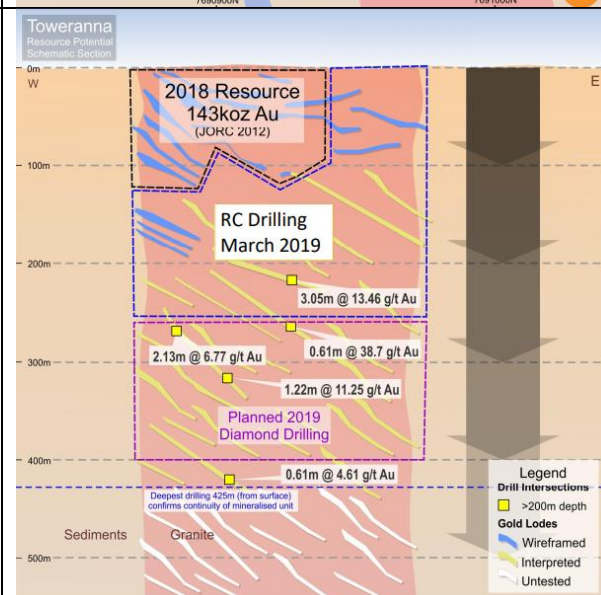 7690900N
7691000N
Toweranna
Resource Potential
Schematic Section
0m
W
E
2018 Resource
143koz Au
(JORC 2012)
100m
RC Drilling
March 2019
200m
3.05m @ 13.46 g/t Au
2.13m @ 6.77 g/t Au
0.61m @ 38.7 g/t Au
300m
1.22m @ 11.25 g/t Au
Planned 2019
Diamond Drilling
400m
0.61m @ 4.61 g/t Au
Deepest drilling 425m (from surface)
confirms continuity of mineralised unit
Sediments
Granite
500m
Legend
Drill Intersections
>200m depth
Gold Lodes
Wireframed
Interpreted
Untested